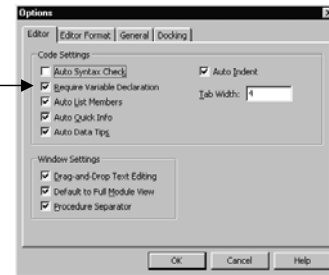 Options
Editor Editor Format General Docking
Code Settings
Auto Syntax Check
Auto Indent
Require Variable Declaration
Tab Width: 4
Auto List Members
Auto Quick Info
Auto Data Tips
Window Settings
Drag-and-Drop Text Editing
Default to Full Module View
Procedure Separator
OK Cancel Help